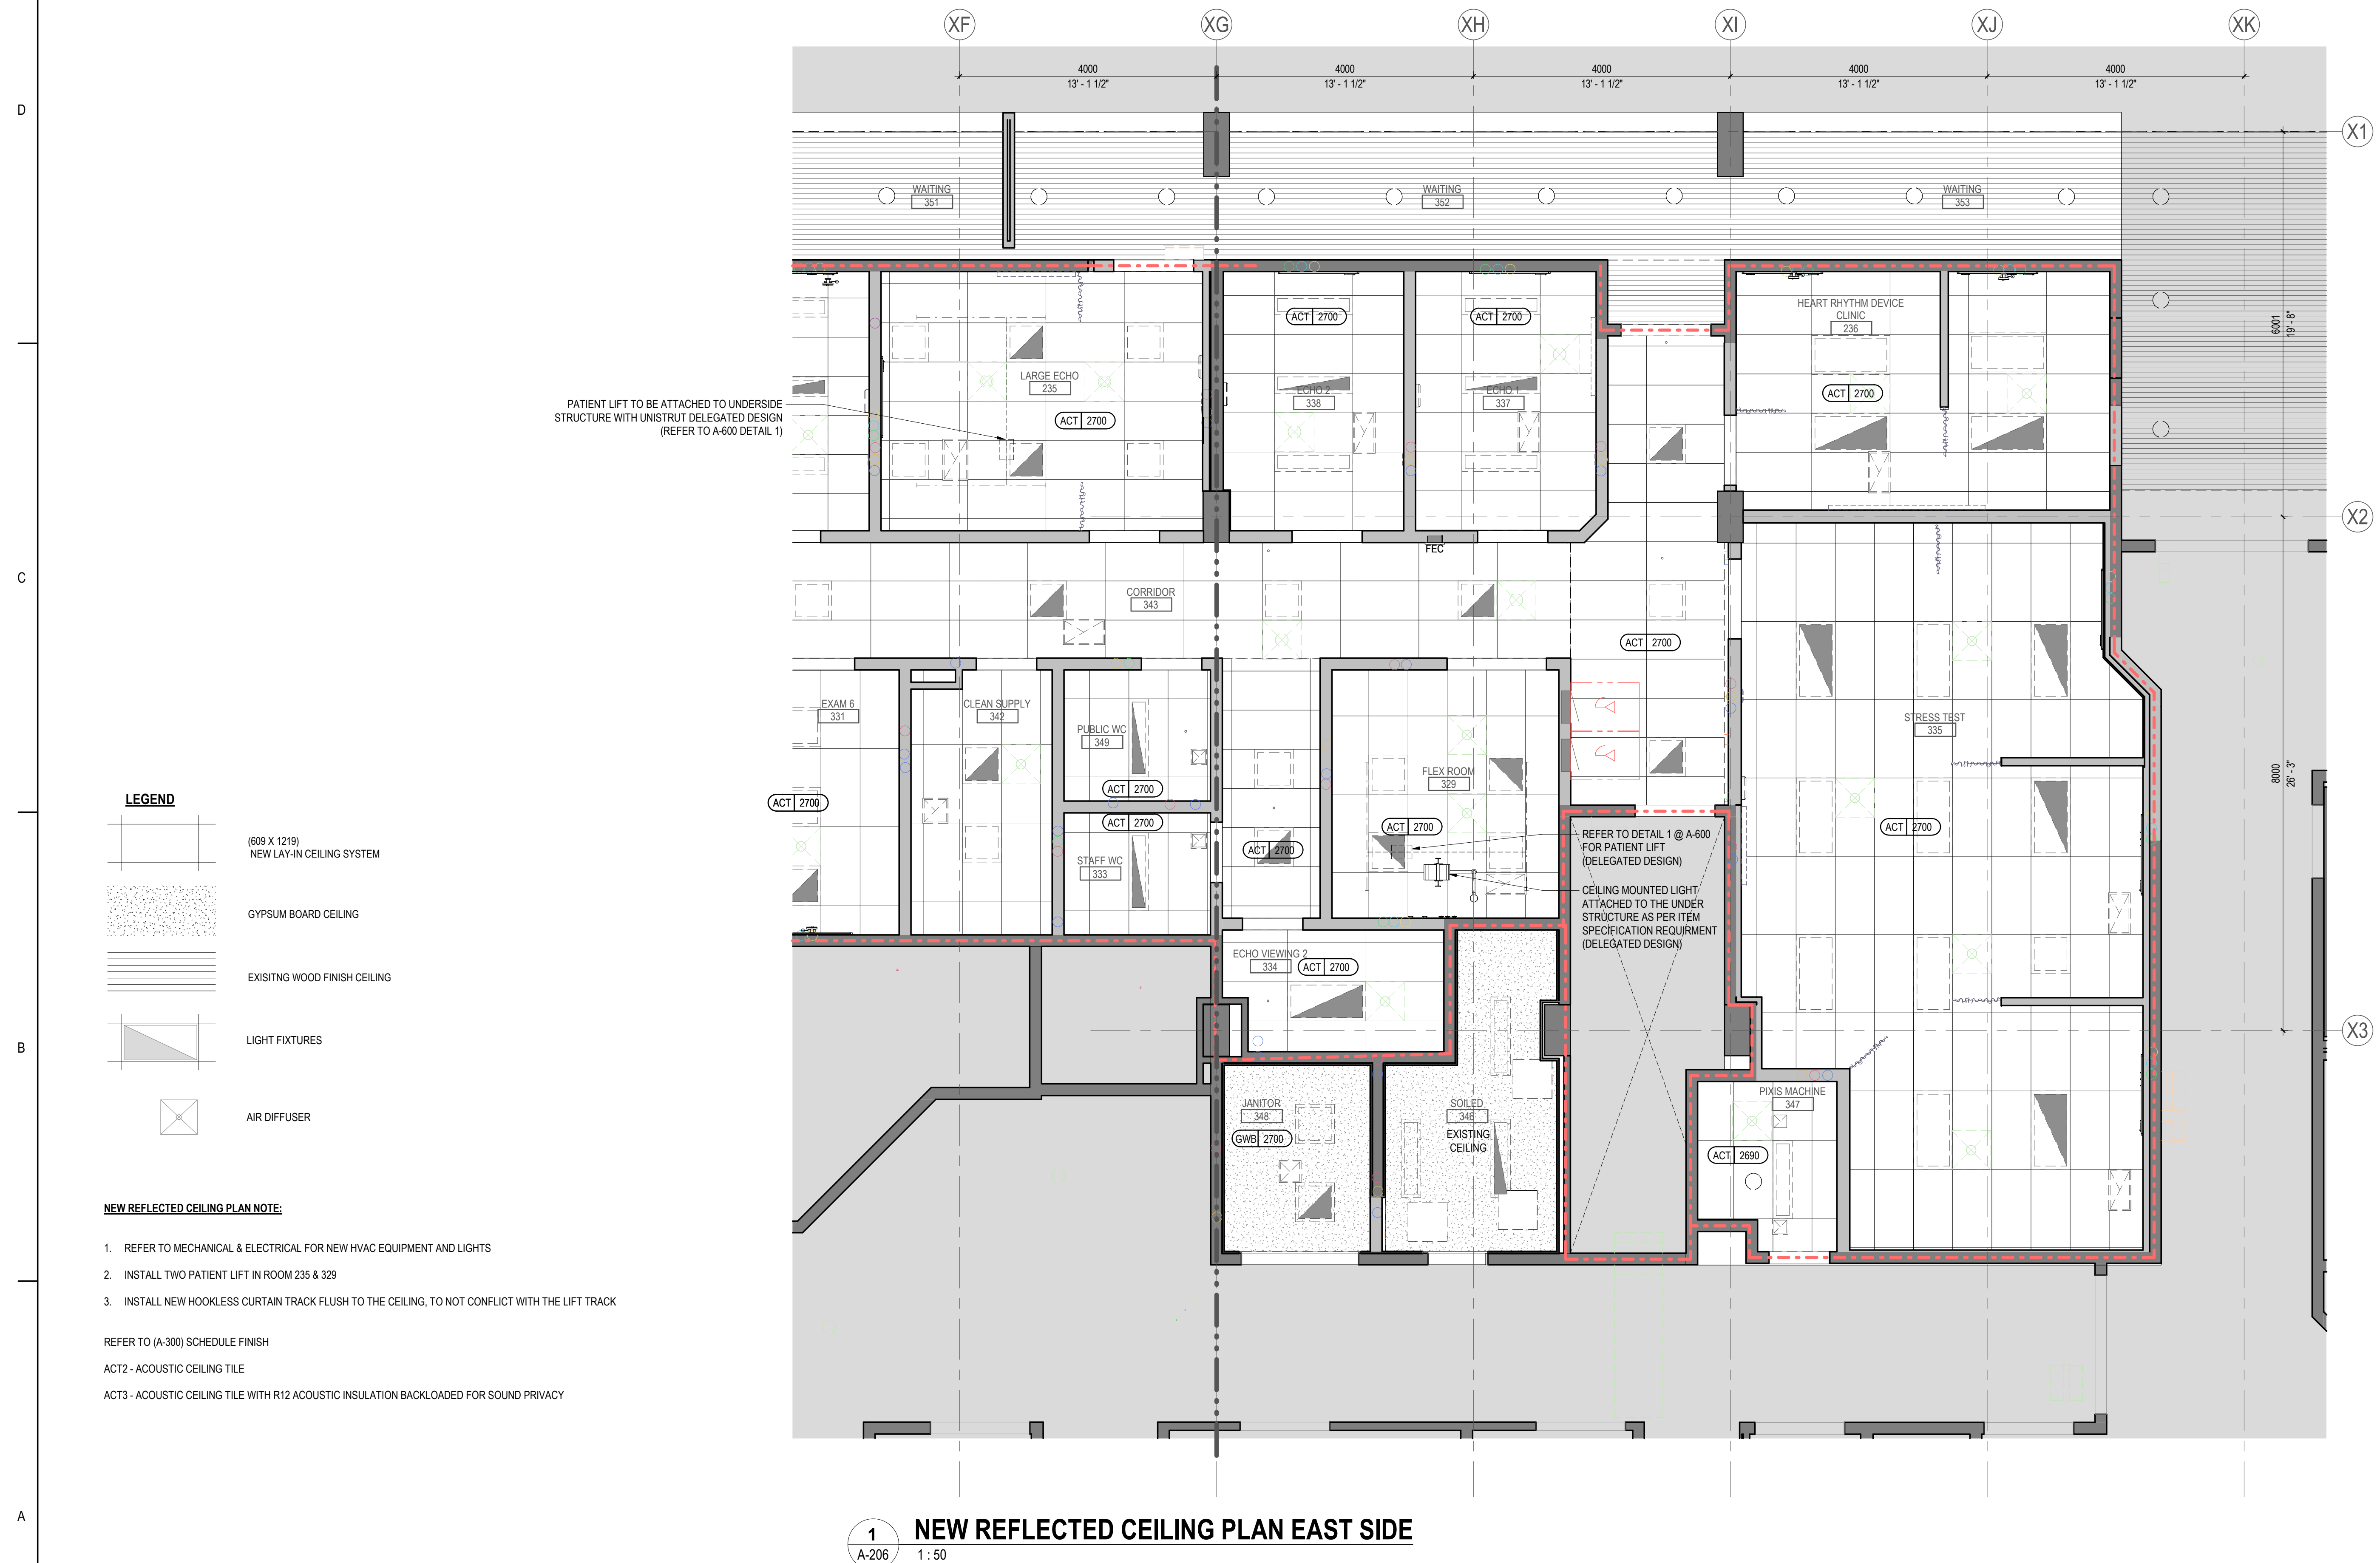 XF
XG
XH
XI
XJ
XK
4000
13' - 1 1/2"
4000
13' - 1 1/2"
4000
13' - 1 1/2"
4000
13' - 1 1/2"
4000
13' - 1 1/2"
D
X1
WAITING
351
WAITING
352
WAITING
353
HEART RHYTHM DEVICE
CLINIC
236
ACT 2700
ACT 2700
6001
19' - 8"
LARGE ECHO
235
ACT 2700
ECHO 2
338
ECHO 1
337
ACT 2700
PATIENT LIFT TO BE ATTACHED TO UNDERSIDE
STRUCTURE WITH UNISTRUT DELEGATED DESIGN
(REFER TO A-600 DETAIL 1)
X2
FEC
C
CORRIDOR
343
ACT 2700
EXAM 6
331
CLEAN SUPPLY
342
PUBLIC WC
349
ACT 2700
STRESS TEST
335
FLEX ROOM
329
8000
26' - 3"
LEGEND
ACT 2700
ACT 2700
ACT 2700
ACT 2700
(609 X 1219)
NEW LAY-IN CEILING SYSTEM
STAFF WC
333
ACT 2700
REFER TO DETAIL 1 @ A-600
FOR PATIENT LIFT
(DELEGATED DESIGN)
CEILING MOUNTED LIGHT
ATTACHED TO THE UNDER
STRUCTURE AS PER ITEM
SPECIFICATION REQUIRMENT
(DELEGATED DESIGN)
GYPSUM BOARD CEILING
ECHO VIEWING 2
334
ACT 2700
EXISITNG WOOD FINISH CEILING
X3
B
LIGHT FIXTURES
AIR DIFFUSER
JANITOR
348
GWB 2700
SOILED
346
EXISTING
CEILING
PIXIS MACHINE
347
ACT 2690
NEW REFLECTED CEILING PLAN NOTE:
1. REFER TO MECHANICAL & ELECTRICAL FOR NEW HVAC EQUIPMENT AND LIGHTS
2. INSTALL TWO PATIENT LIFT IN ROOM 235 & 329
3. INSTALL NEW HOOKLESS CURTAIN TRACK FLUSH TO THE CEILING, TO NOT CONFLICT WITH THE LIFT TRACK
REFER TO (A-300) SCHEDULE FINISH
ACT2 - ACOUSTIC CEILING TILE
ACT3 - ACOUSTIC CEILING TILE WITH R12 ACOUSTIC INSULATION BACKLOADED FOR SOUND PRIVACY
A
1
A-206
NEW REFLECTED CEILING PLAN EAST SIDE
1 : 50